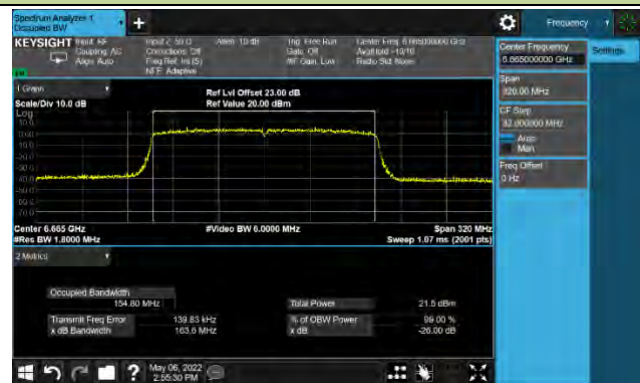 Spectrum Analyzer 1
Occupied BW
Frequency
KEYSIGHT
Input: RF
Coupling: AC
Align: Auto
Input Z: 50 Ω
Corrections: Off
Freq Ref: Int (S)
NFE: Adaptive
Atten: 10 dB
Trig: Free Run
Gate: Off
#IF Gain: Low
Center Freq: 6.665000000 GHz
Avg|Hold: >10/10
Radio Std: None
Center Frequency
6.665000000 GHz
Settings
Span
320.00 MHz
CF Step
32.000000 MHz
Auto
Man
Freq Offset
0 Hz
1 Graph
Scale/Div 10.0 dB
Ref Lvl Offset 23.00 dB
Ref Value 20.00 dBm
Log
Center 6.665 GHz
#Res BW 1.8000 MHz
#Video BW 6.0000 MHz
Span 320 MHz
Sweep 1.07 ms (2001 pts)
2 Metrics
Occupied Bandwidth
154.80 MHz
Total Power
21.5 dBm
Transmit Freq Error
139.83 kHz
% of OBW Power
99.00 %
x dB Bandwidth
163.6 MHz
x dB
-26.00 dB
May 06, 2022
2:55:30 PM